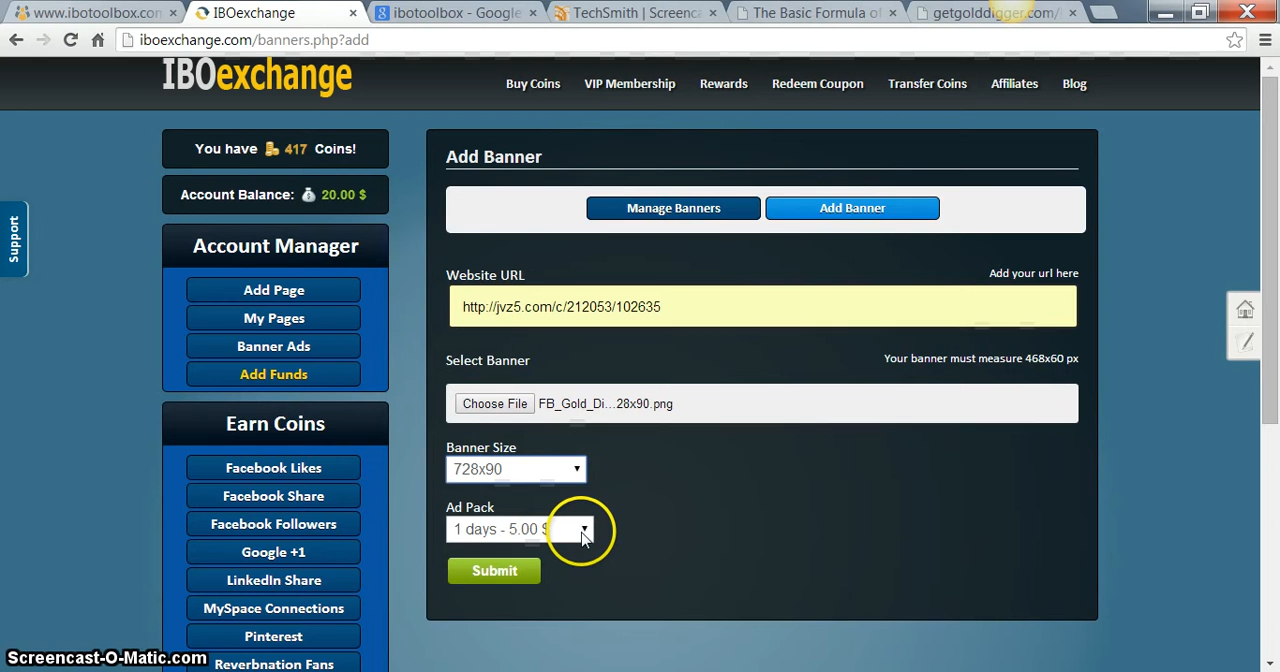 www.ibotoolbox.con
IBOexchange
ibotoolbox - Google
TechSmith | Screenca
The Basic Formula of
getgolddigger.com/
iboexchange.com/banners.php?add
IBOexchange
Buy Coins
VIP Membership
Rewards
Redeem Coupon
Transfer Coins
Affiliates
Blog
You have 417 Coins!
Account Balance: 20.00 $
Support
Account Manager
Add Page
My Pages
Banner Ads
Add Funds
Earn Coins
Facebook Likes
Facebook Share
Facebook Followers
Google +1
LinkedIn Share
MySpace Connections
Pinterest
Reverbnation Fans
Add Banner
Manage Banners
Add Banner
Website URL
Add your url here
http://jvz5.com/c/212053/102635
Select Banner
Your banner must measure 468x60 px
Choose File FB_Gold_Di...28x90.png
Banner Size
728x90
Ad Pack
1 days - 5.00 $
Submit
Screencast-O-Matic.com